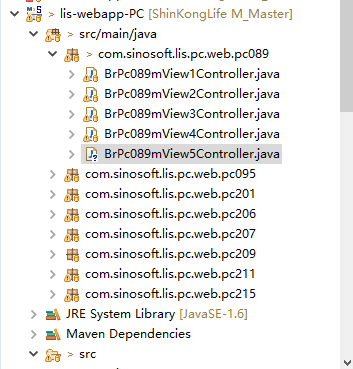 > lis-webapp-PC [ShinKongLife M_Master]
> src/main/java
> com.sinosoft.lis.pc.web.pc089
BrPc089mView1Controller.java
BrPc089mView2Controller.java
BrPc089mView3Controller.java
BrPc089mView4Controller.java
BrPc089mView5Controller.java
com.sinosoft.lis.pc.web.pc095
com.sinosoft.lis.pc.web.pc201
com.sinosoft.lis.pc.web.pc206
com.sinosoft.lis.pc.web.pc207
com.sinosoft.lis.pc.web.pc209
com.sinosoft.lis.pc.web.pc211
com.sinosoft.lis.pc.web.pc215
JRE System Library [JavaSE-1.6]
Maven Dependencies
> src